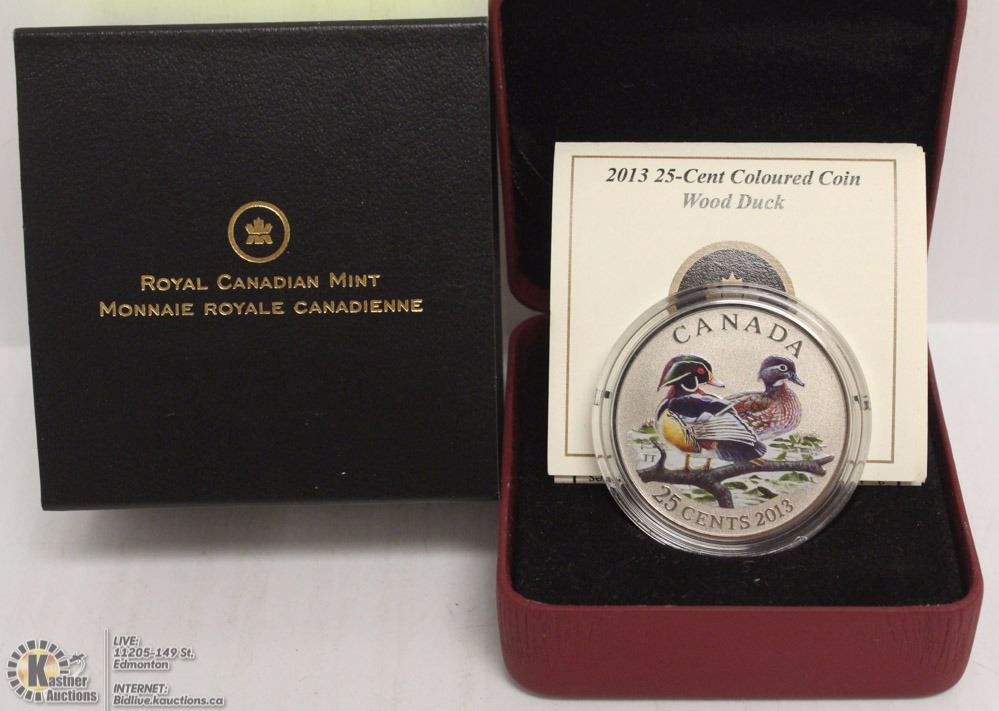 ROYAL CANADIAN MINT
MONNAIE ROYALE CANADIENNE
2013 25-Cent Coloured Coin
Wood Duck
CANADA
TT
25 CENTS 2013
Kastner
Auctions
LIVE:
11205-149 St.
Edmonton
INTERNET:
Bidlive.kauctions.ca